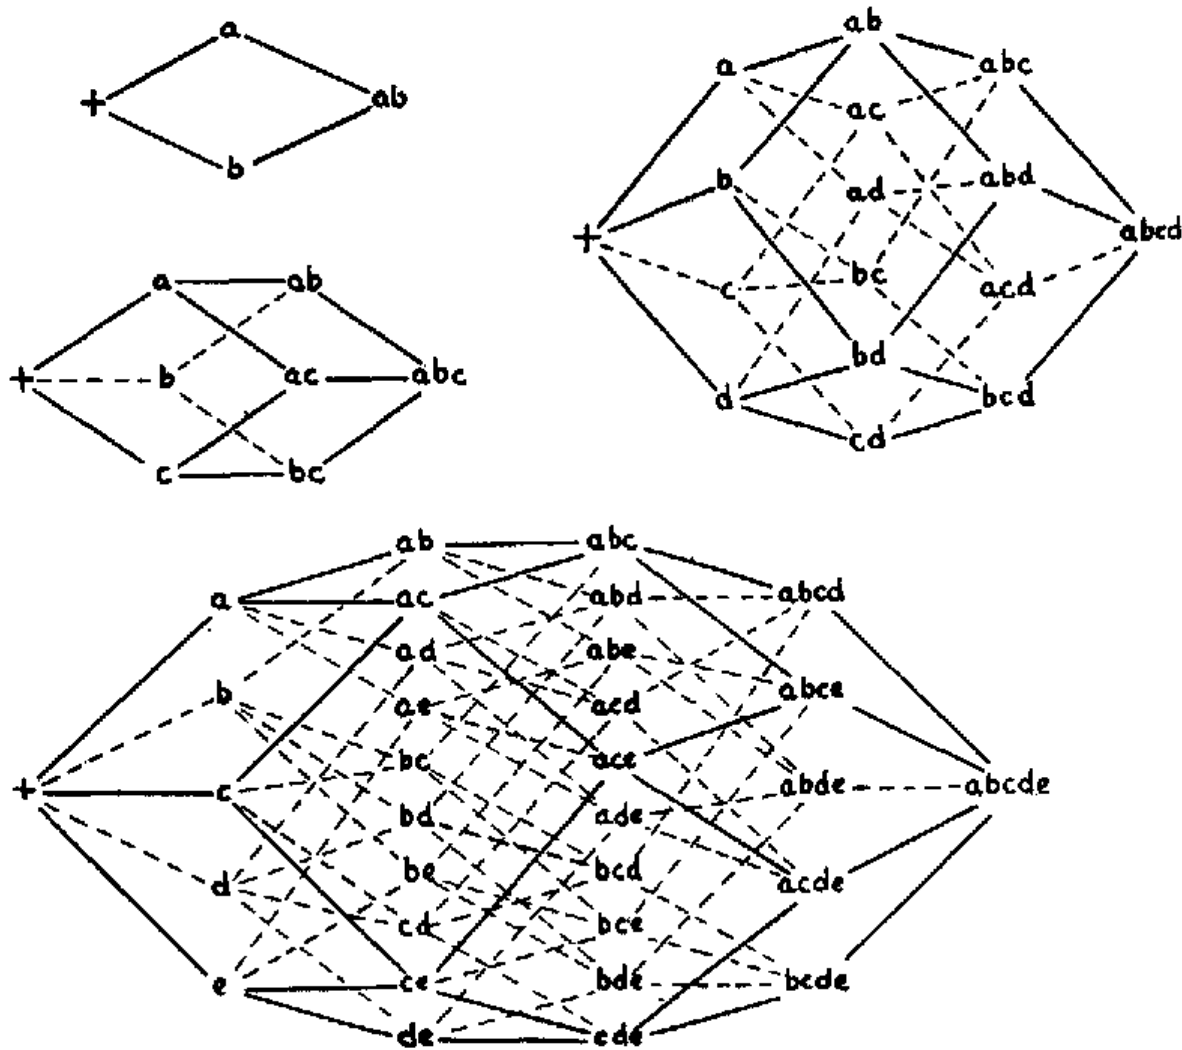 a
+ ab
b
a ab
+ b ac abc
c bc
ab
a abc
ac
b ad abd
+ abcd
c bc acd
bd
d bcd
cd
ab abc
a ac abd abcd
ad abe
b ae acd abce
bc ace
+ c abde abcde
bd ade
d be bcd acde
cd bce
e ce bde bcde
de cde